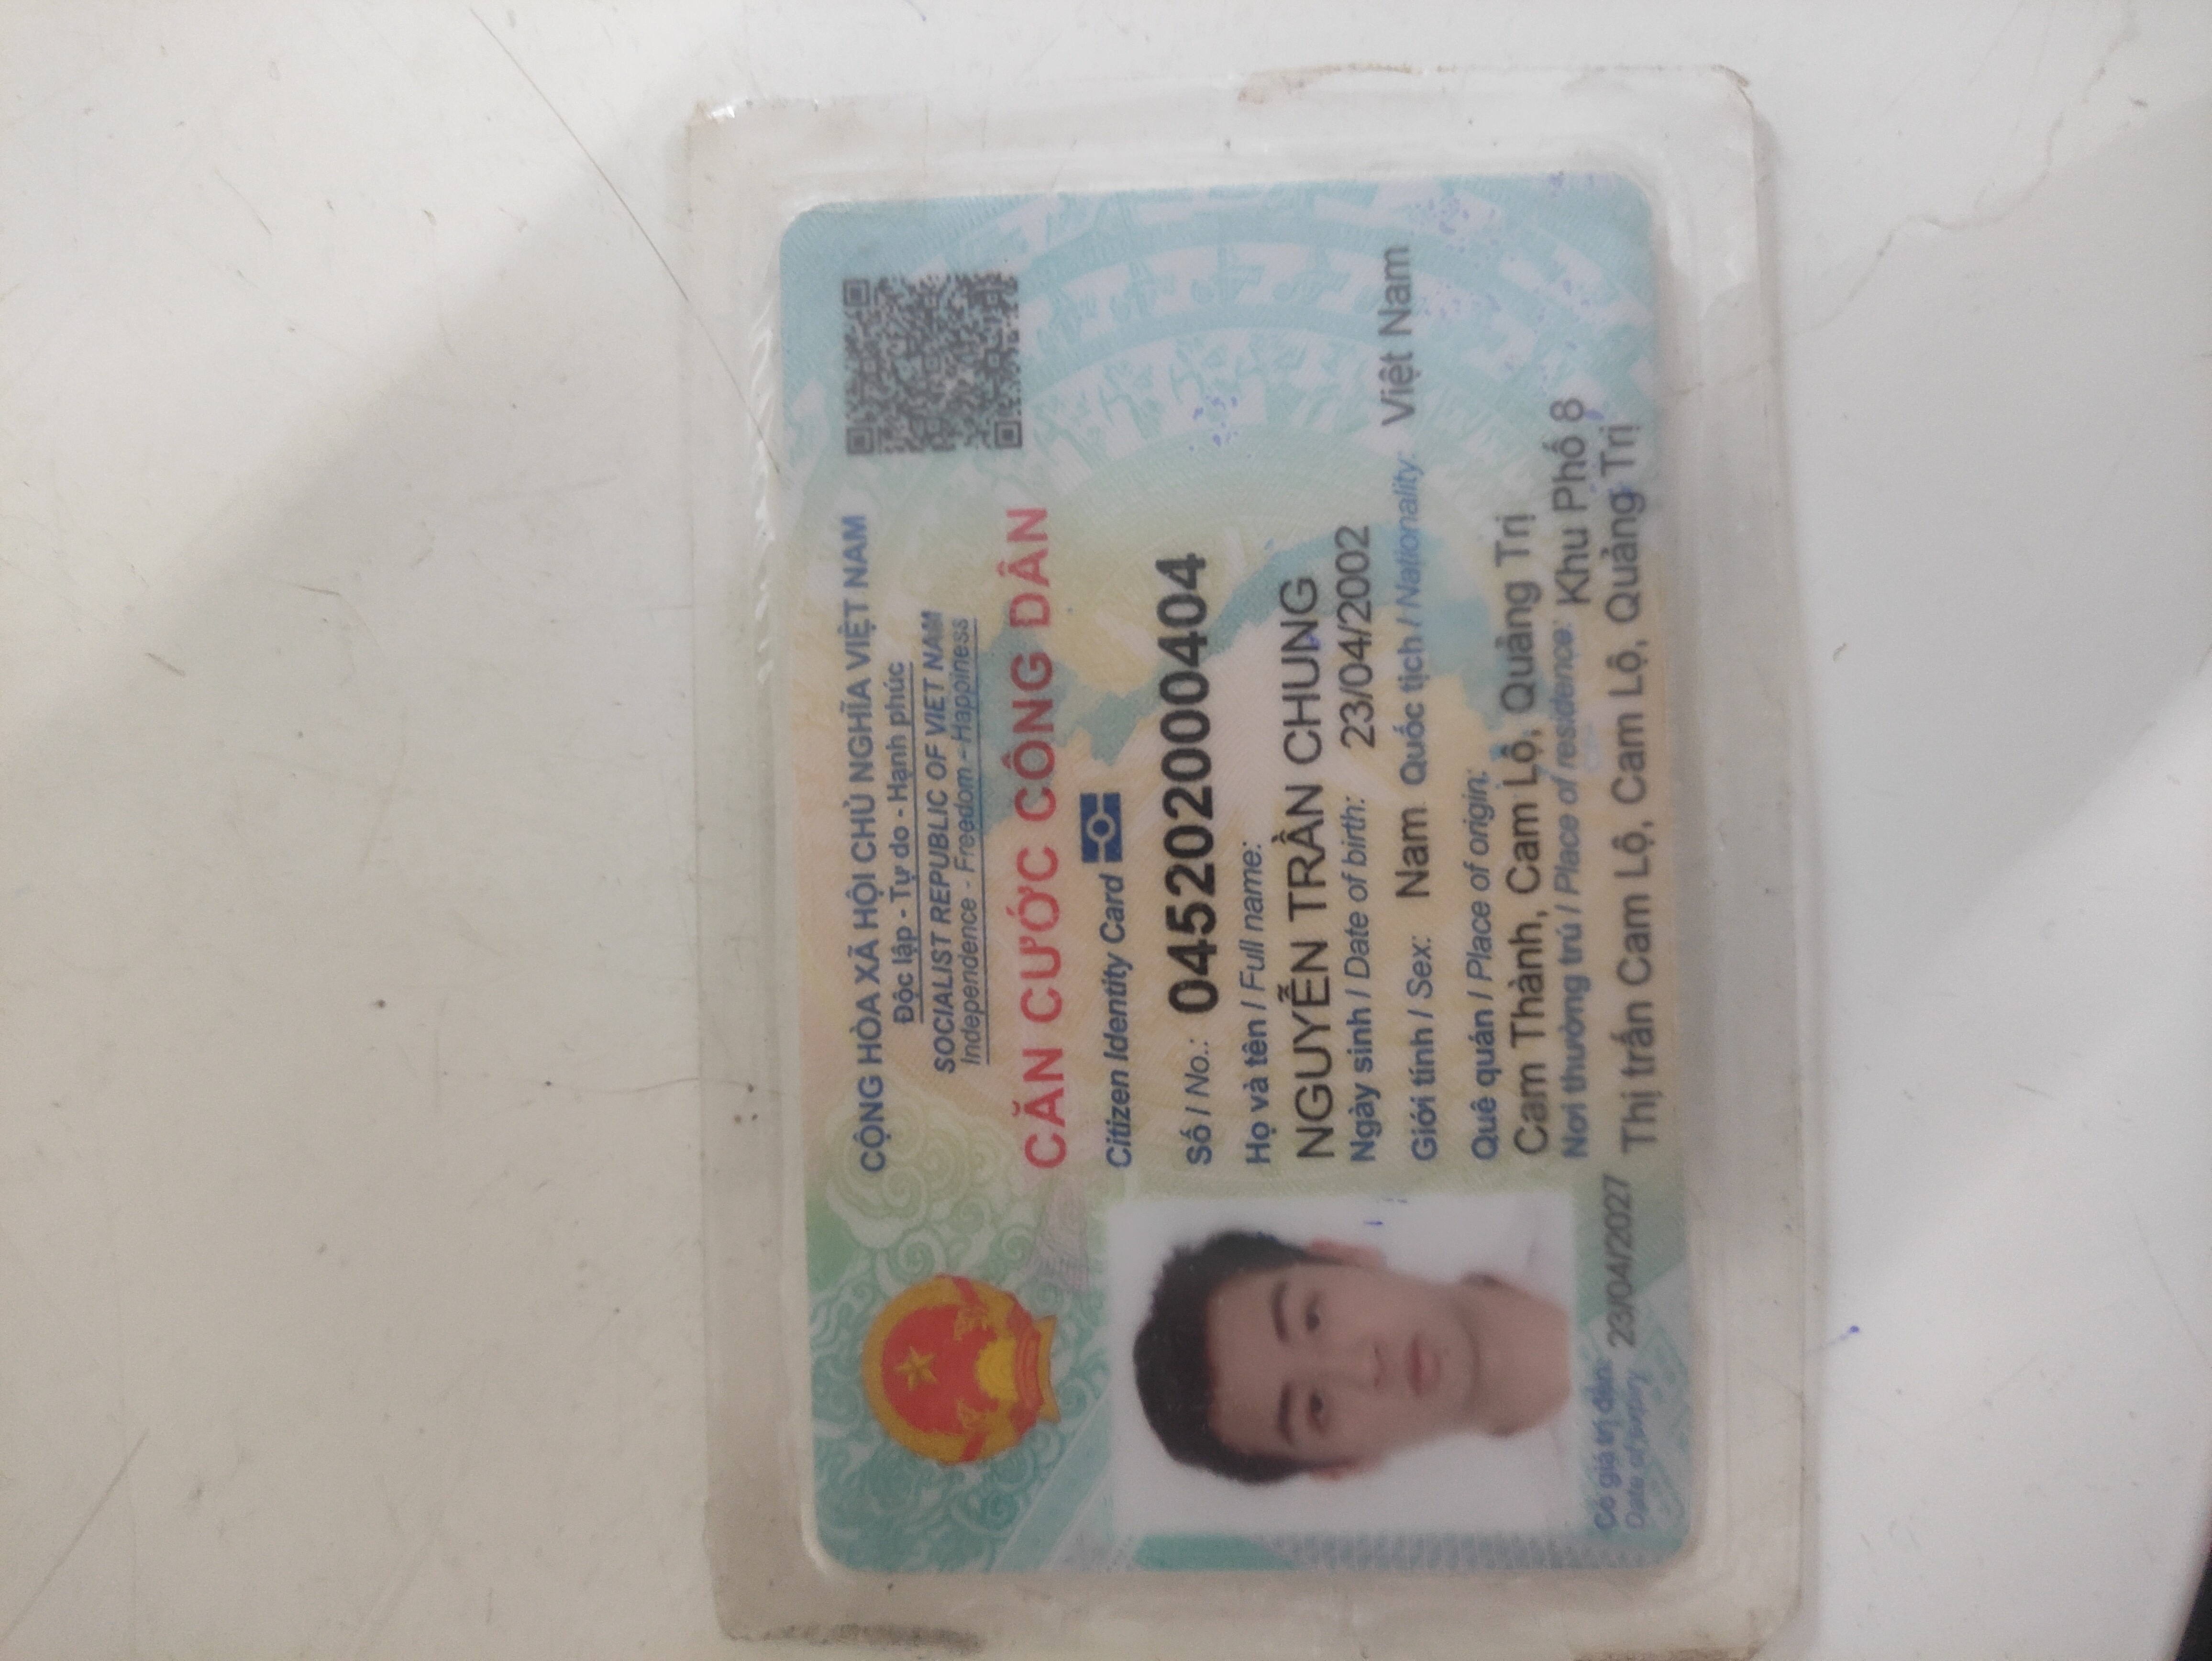 CỘNG HÒA XÃ HỘI CHỦ NGHĨA VIỆT NAM
Độc lập - Tự do - Hạnh phúc
SOCIALIST REPUBLIC OF VIET NAM
Independence - Freedom - Happiness
CĂN CƯỚC CÔNG DÂN
Citizen Identity Card
Số / No.: 045202000404
Họ và tên / Full name:
NGUYỄN TRẦN CHUNG
Ngày sinh / Date of birth: 23/04/2002
Giới tính / Sex: Nam Quốc tịch / Nationality: Việt Nam
Quê quán / Place of origin:
Cam Thành, Cam Lộ, Quảng Trị
Nơi thường trú / Place of residence: Khu Phố 8
Thị trấn Cam Lộ, Cam Lộ, Quảng Trị
Có giá trị đến: 23/04/2027
Date of expiry